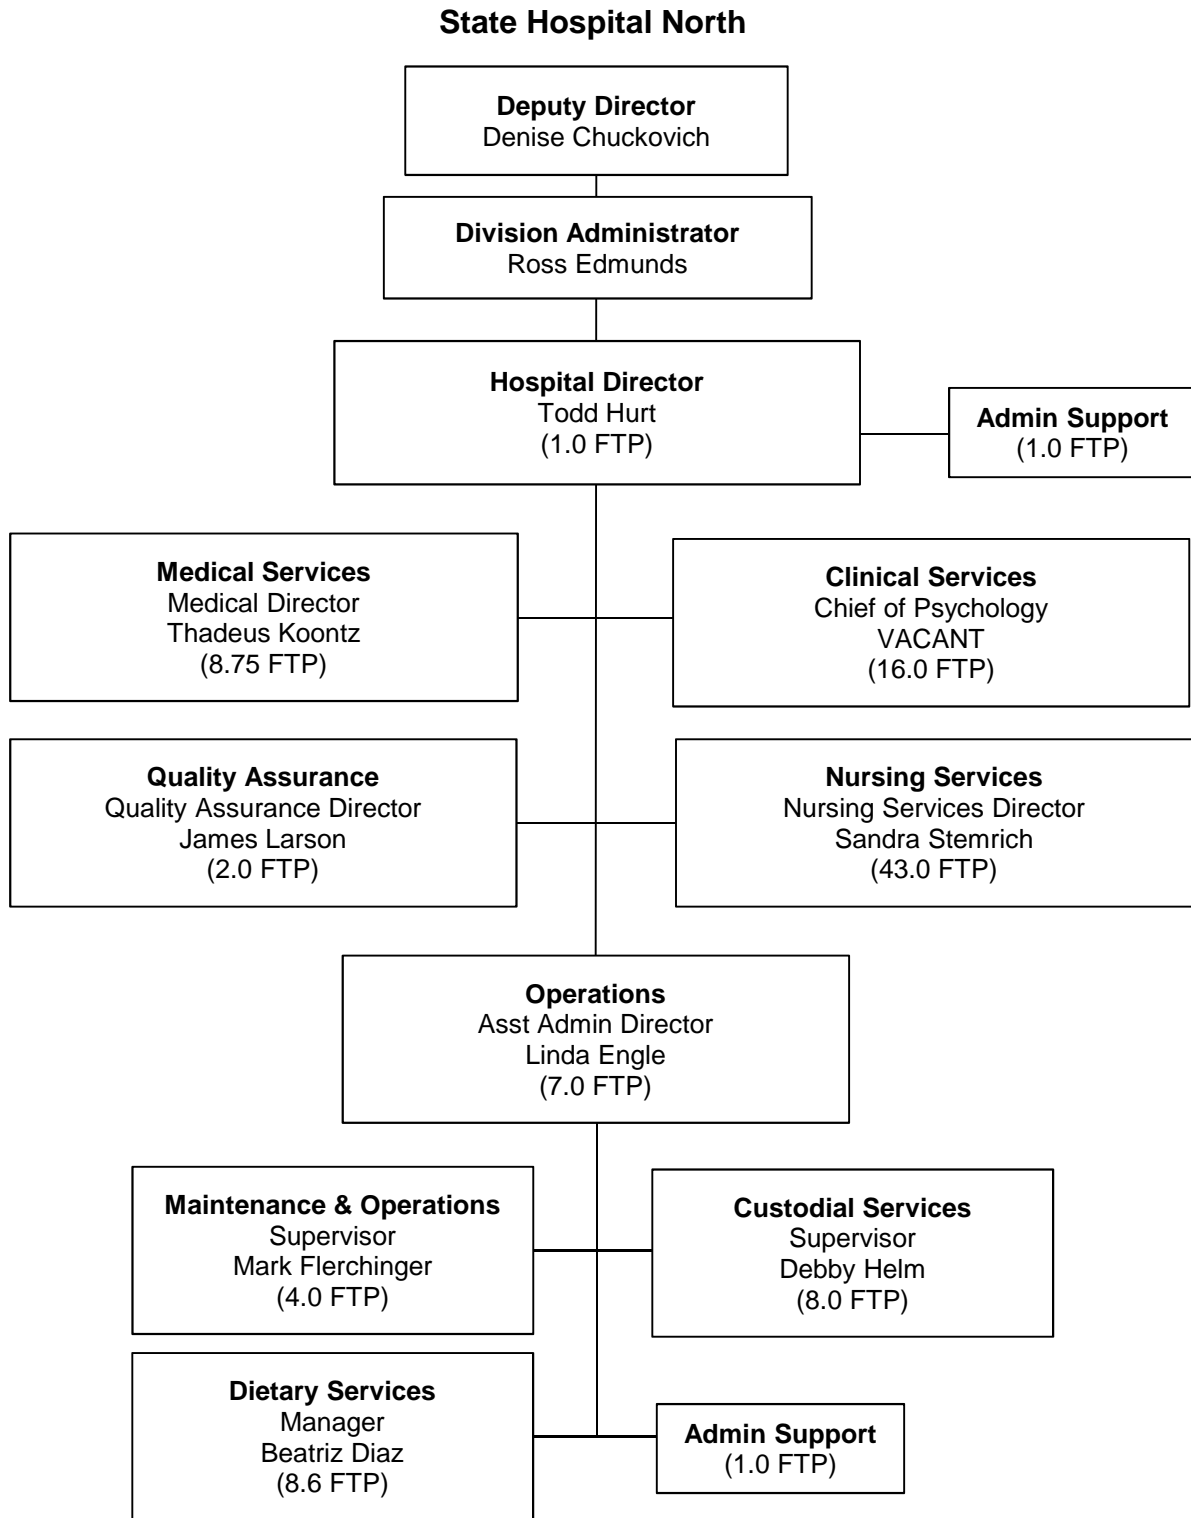 State Hospital North
Deputy Director
Denise Chuckovich
Division Administrator
Ross Edmunds
Hospital Director
Todd Hurt
(1.0 FTP)
Admin Support
(1.0 FTP)
Medical Services
Medical Director
Thadeus Koontz
(8.75 FTP)
Clinical Services
Chief of Psychology
VACANT
(16.0 FTP)
Quality Assurance
Quality Assurance Director
James Larson
(2.0 FTP)
Nursing Services
Nursing Services Director
Sandra Stemrich
(43.0 FTP)
Operations
Asst Admin Director
Linda Engle
(7.0 FTP)
Maintenance & Operations
Supervisor
Mark Flerchinger
(4.0 FTP)
Custodial Services
Supervisor
Debby Helm
(8.0 FTP)
Dietary Services
Manager
Beatriz Diaz
(8.6 FTP)
Admin Support
(1.0 FTP)